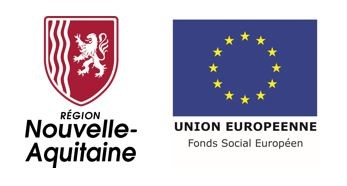 RÉGION
Nouvelle-
Aquitaine
UNION EUROPEENNE
Fonds Social Européen